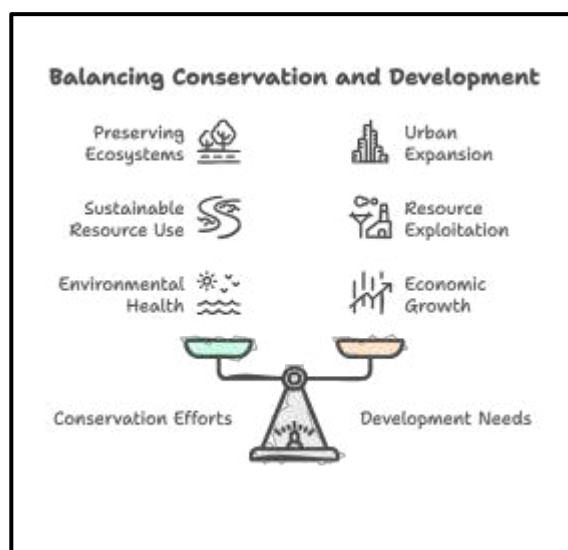 Balancing Conservation and Development
Preserving
Ecosystems
Urban
Expansion
Sustainable
Resource Use
Resource
Exploitation
Environmental
Health
Economic
Growth
Conservation Efforts
Development Needs